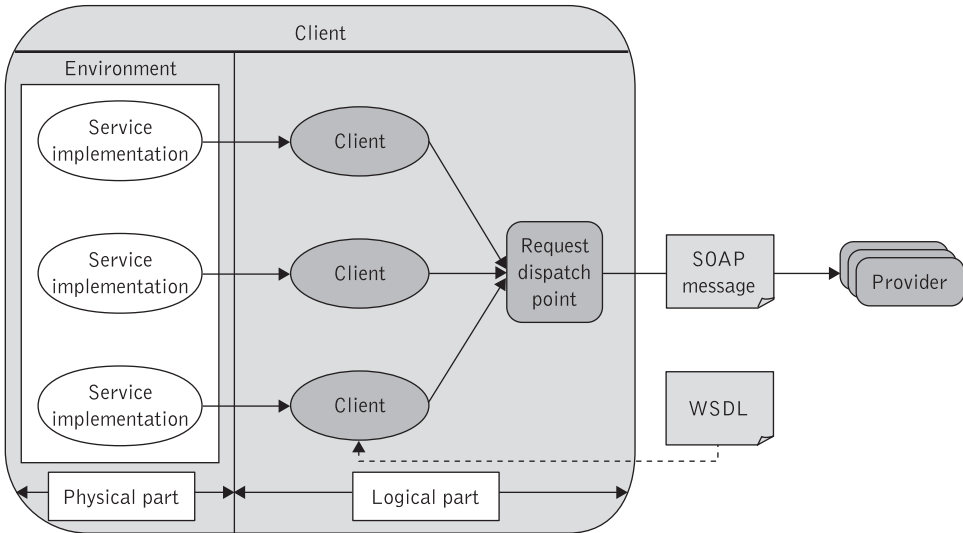 Client
Environment
Service
implementation
Client
Service
implementation
Client
Request
dispatch
point
SOAP
message
Provider
Service
implementation
Client
WSDL
Physical part
Logical part